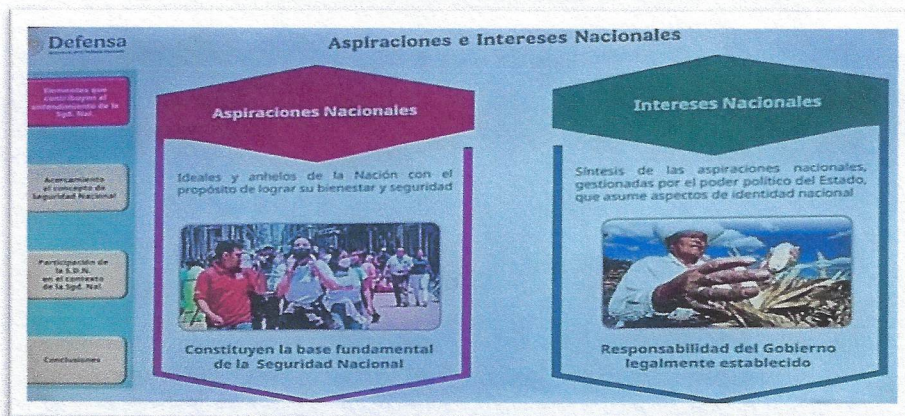 Defensa
Aspiraciones e Intereses Nacionales
Elementos que
contribuyen al
entendimiento de la
Sgd. Nal.
Acercamiento
al concepto de
Seguridad Nacional
Participación de
la S.D.N.
en el contexto
de la Sgd. Nal.
Conclusiones
Aspiraciones Nacionales
Ideales y anhelos de la Nación con el
propósito de lograr su bienestar y seguridad
Constituyen la base fundamental
de la Seguridad Nacional
Intereses Nacionales
Síntesis de las aspiraciones nacionales,
gestionadas por el poder político del Estado,
que asume aspectos de identidad nacional
Responsabilidad del Gobierno
legalmente establecido